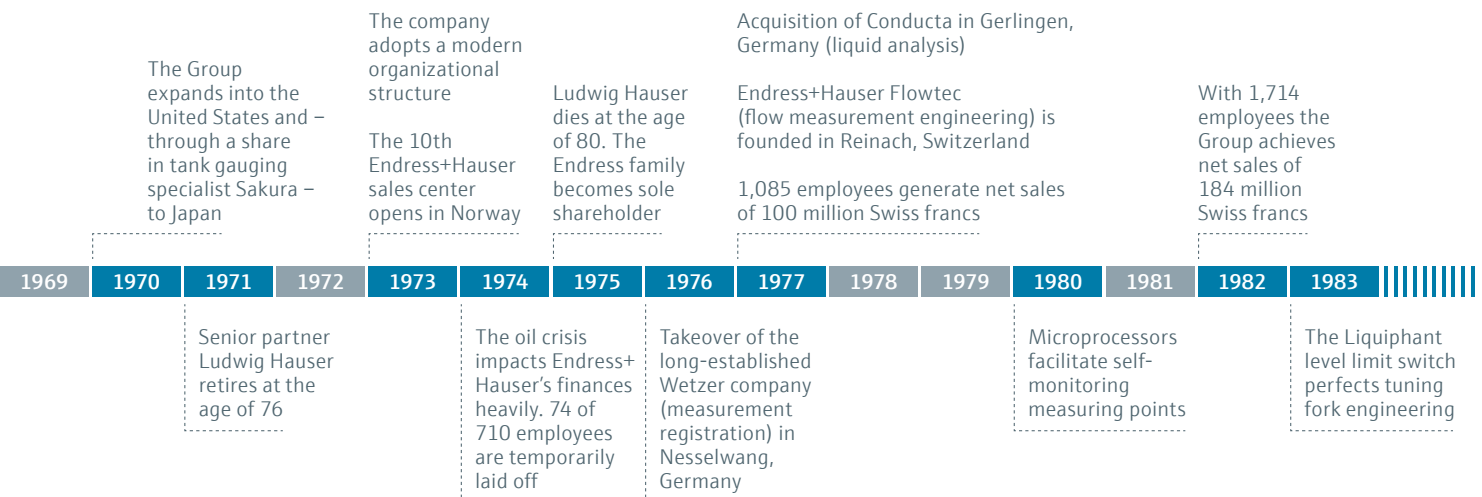 The Group
expands into the
United States and –
through a share
in tank gauging
specialist Sakura –
to Japan
The company
adopts a modern
organizational
structure
The 10th
Endress+Hauser
sales center
opens in Norway
Ludwig Hauser
dies at the age
of 80. The
Endress family
becomes sole
shareholder
Acquisition of Conducta in Gerlingen,
Germany (liquid analysis)
Endress+Hauser Flowtec
(flow measurement engineering) is
founded in Reinach, Switzerland
1,085 employees generate net sales
of 100 million Swiss francs
With 1,714
employees the
Group achieves
net sales of
184 million
Swiss francs
1969 1970 1971 1972 1973 1974 1975 1976 1977 1978 1979 1980 1981 1982 1983
Senior partner
Ludwig Hauser
retires at the
age of 76
The oil crisis
impacts Endress+
Hauser’s finances
heavily. 74 of
710 employees
are temporarily
laid off
Takeover of the
long-established
Wetzer company
(measurement
registration) in
Nesselwang,
Germany
Microprocessors
facilitate self-
monitoring
measuring points
The Liquiphant
level limit switch
perfects tuning
fork engineering